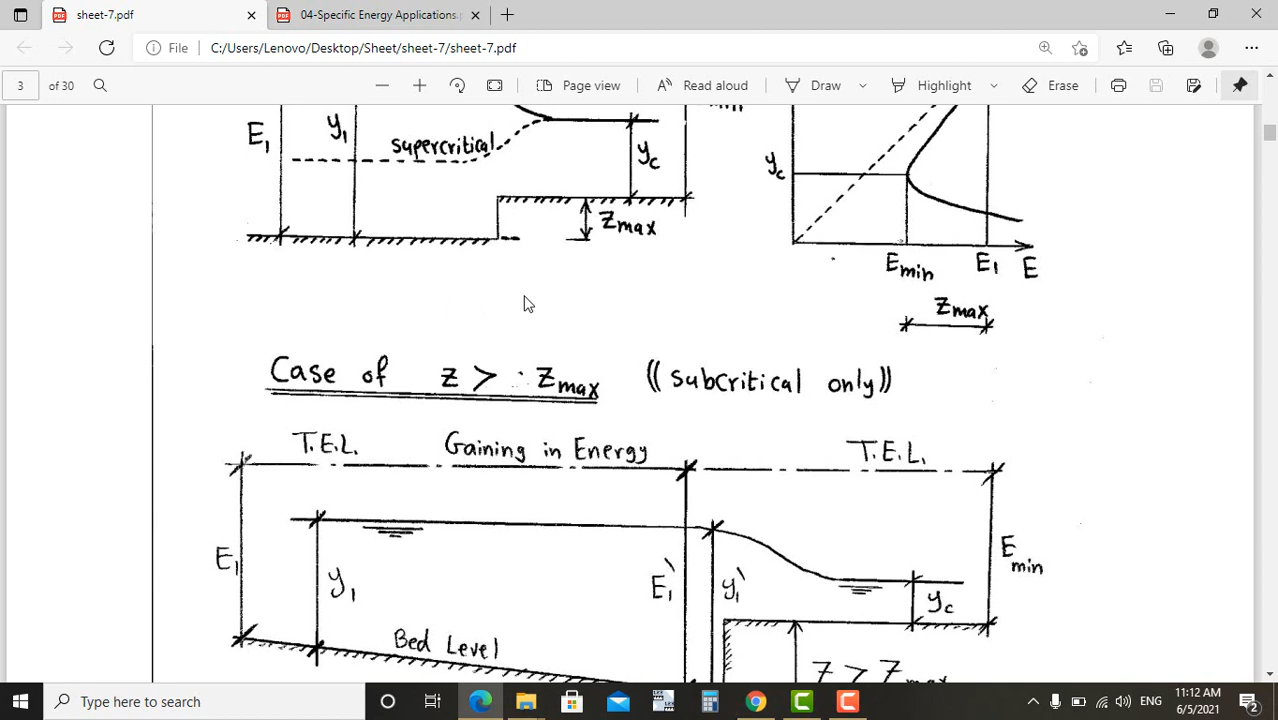 sheet-7.pdf
04-Specific Energy Applications.
File C:/Users/Lenovo/Desktop/Sheet/sheet-7/sheet-7.pdf
3 of 30 Page view Read aloud Draw Highlight Erase
E1 y1 supercritical yc
Zmax
yc
Emin E1 E
Zmax
Case of z > Zmax ((subcritical only))
T.E.L. Gaining in Energy T.E.L.
E1 y1 E1` y1` yc Emin
Bed Level
Z > Zmax
Type here to search
ENG
11:12 AM
6/5/2021
2